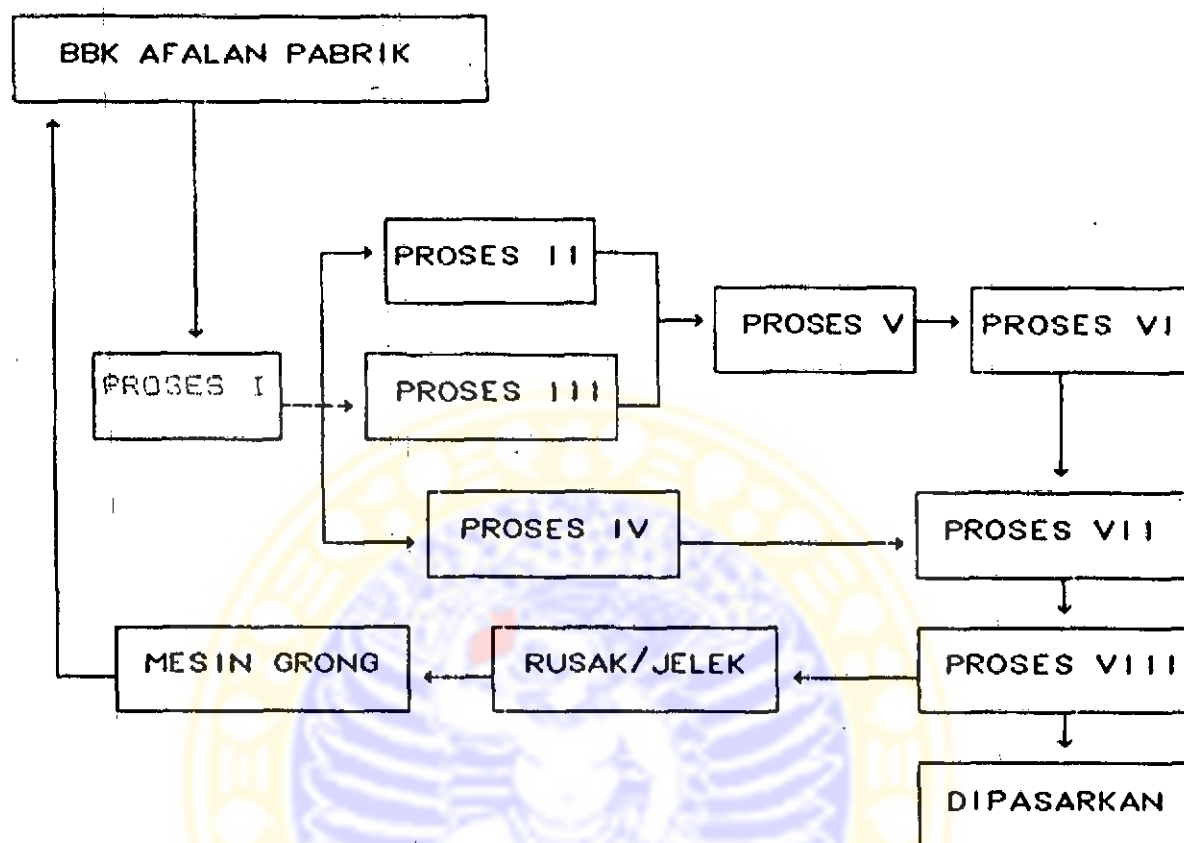 BBK AFALAN PABRIK
PROSES II
PROSES V
PROSES VI
PROSES I
PROSES III
PROSES IV
PROSES VII
MESIN GRONG
RUSAK/JELEK
PROSES VIII
DIPASARKAN